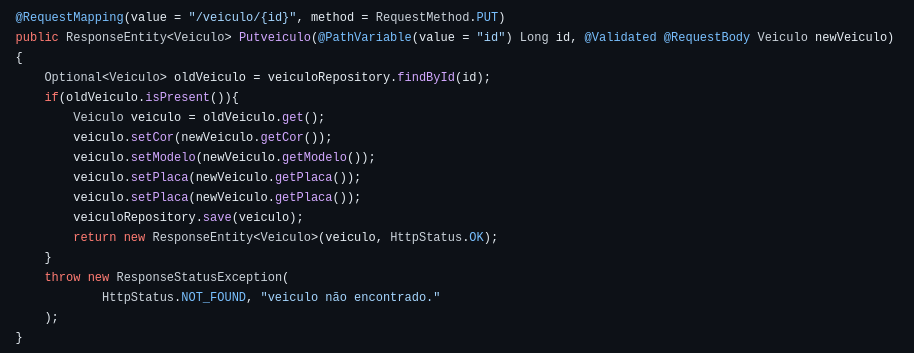 @RequestMapping(value = "/veiculo/{id}", method = RequestMethod.PUT)
public ResponseEntity<Veiculo> Putveiculo(@PathVariable(value = "id") Long id, @Validated @RequestBody Veiculo newVeiculo)
{
    Optional<Veiculo> oldVeiculo = veiculoRepository.findById(id);
    if(oldVeiculo.isPresent()){
        Veiculo veiculo = oldVeiculo.get();
        veiculo.setCor(newVeiculo.getCor());
        veiculo.setModelo(newVeiculo.getModelo());
        veiculo.setPlaca(newVeiculo.getPlaca());
        veiculo.setPlaca(newVeiculo.getPlaca());
        veiculoRepository.save(veiculo);
        return new ResponseEntity<Veiculo>(veiculo, HttpStatus.OK);
    }
    throw new ResponseStatusException(
            HttpStatus.NOT_FOUND, "veiculo não encontrado."
    );
}